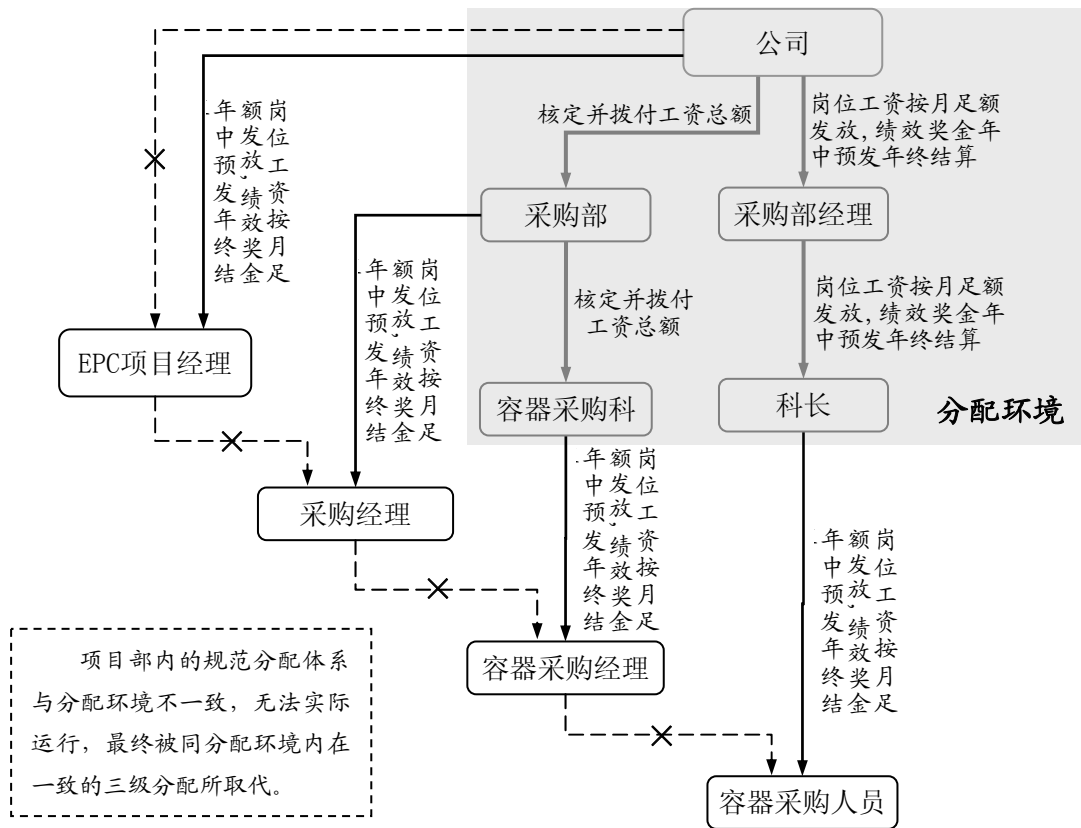 公司
核定并拨付工资总额
岗位工资按月足额
发放,绩效奖金年
中预发年终结算
岗位工资按月足
额发放,绩效奖金
年中预发年终结
采购部
采购部经理
岗位工资按月足
额发放,绩效奖金
年中预发年终结
核定并拨付
工资总额
岗位工资按月足额
发放,绩效奖金年
中预发年终结算
EPC项目经理
容器采购科
科长
分配环境
采购经理
岗位工资按月足
额发放,绩效奖金
年中预发年终结
岗位工资按月足
额发放,绩效奖金
年中预发年终结
容器采购经理
项目部内的规范分配体系
与分配环境不一致，无法实际
运行，最终被同分配环境内在
一致的三级分配所取代。
容器采购人员